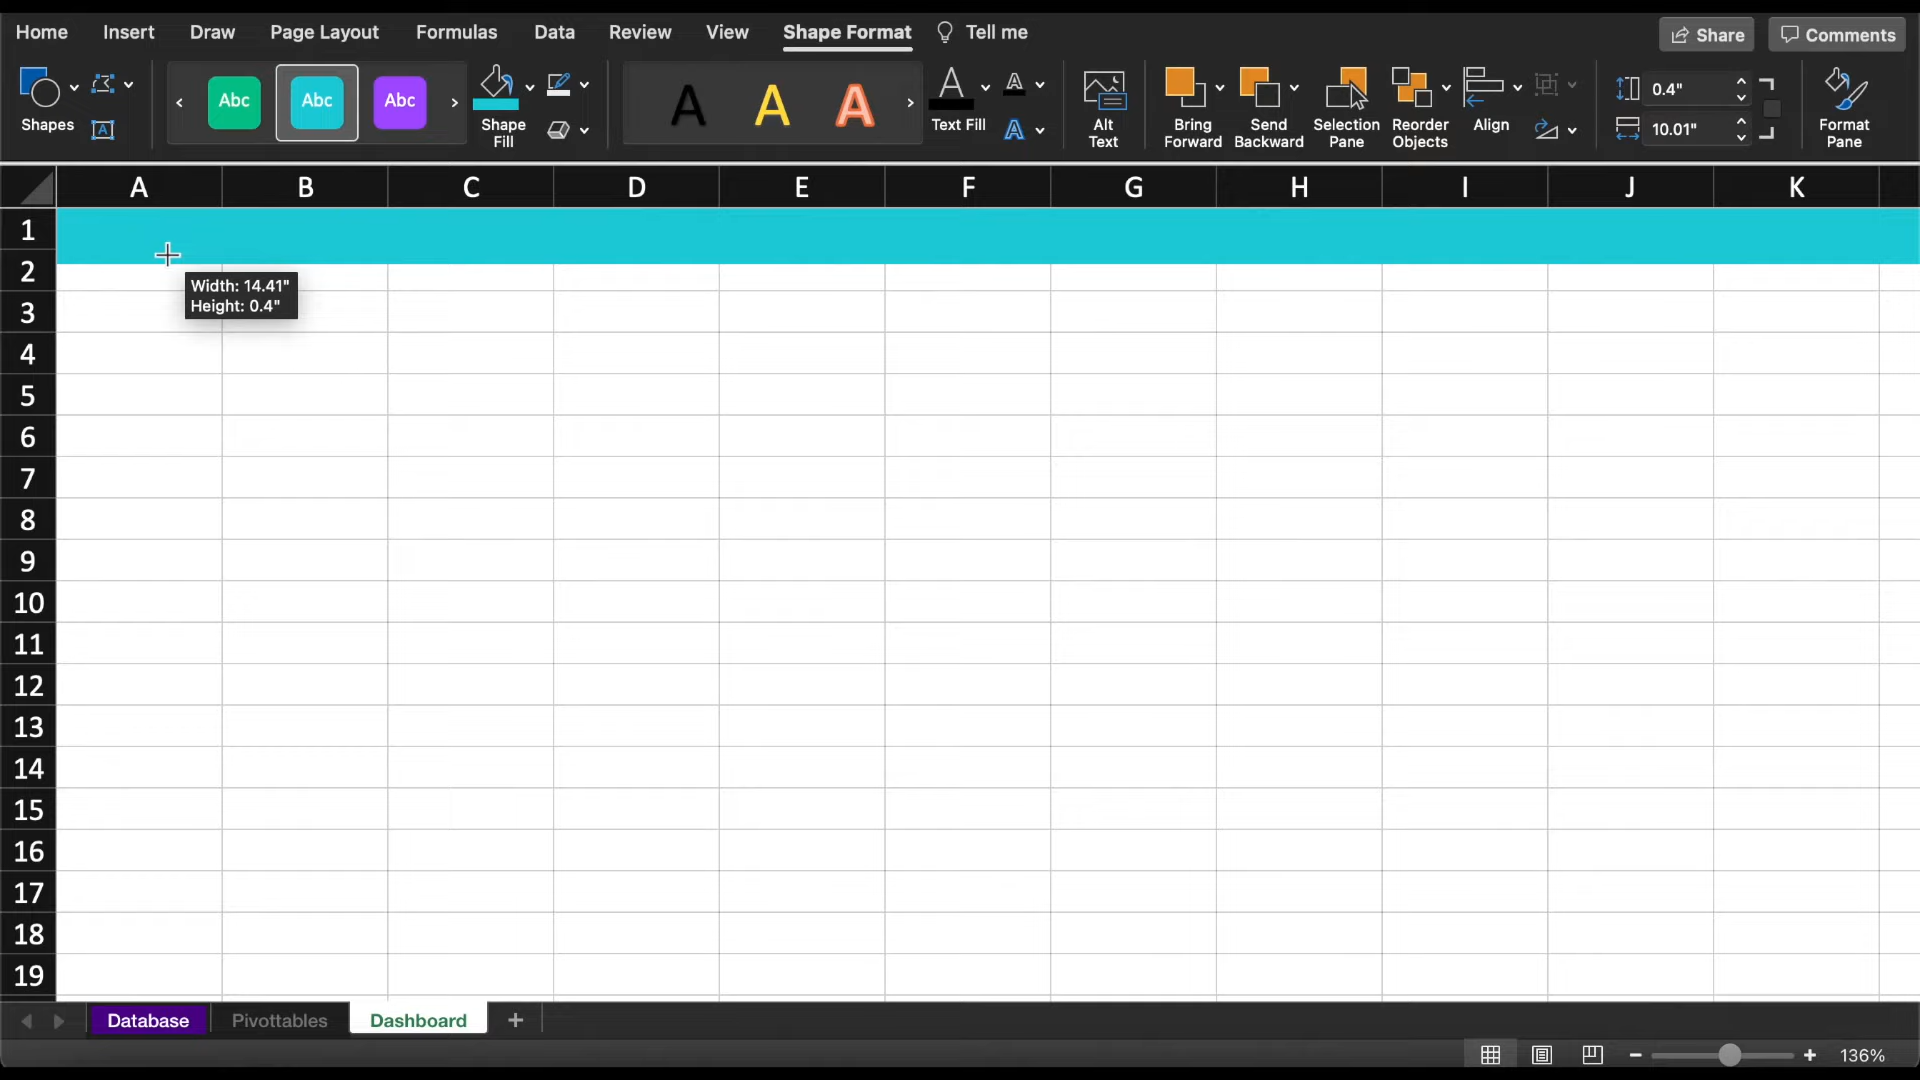 Home Insert Draw Page Layout Formulas Data Review View Shape Format Tell me Share Comments
Abc Abc Abc A A A A A A 0.4"
Shapes Shape Fill Text Fill Alt Text Bring Forward Send Backward Selection Pane Reorder Objects Align 10.01" Format Pane
A B C D E F G H I J K
1
2
Width: 14.41"
Height: 0.4"
3
4
5
6
7
8
9
10
11
12
13
14
15
16
17
18
19
Database Pivottables Dashboard +
136%